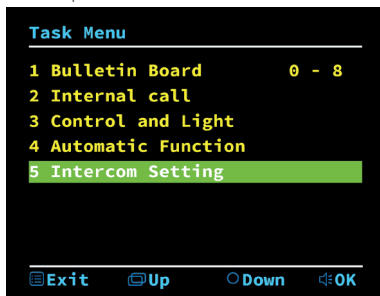 Task Menu
1 Bulletin Board 0 - 8
2 Internal call
3 Control and Light
4 Automatic Function
5 Intercom Setting
Exit Up Down OK